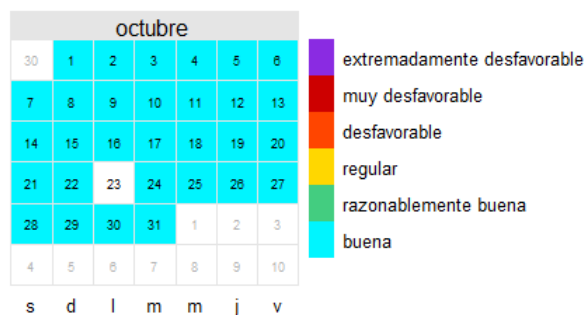 octubre
30 1 2 3 4 5 6
7 8 9 10 11 12 13
14 15 16 17 18 19 20
21 22 23 24 25 26 27
28 29 30 31 1 2 3
4 5 6 7 8 9 10
s d l m m j v
extremadamente desfavorable
muy desfavorable
desfavorable
regular
razonablemente buena
buena